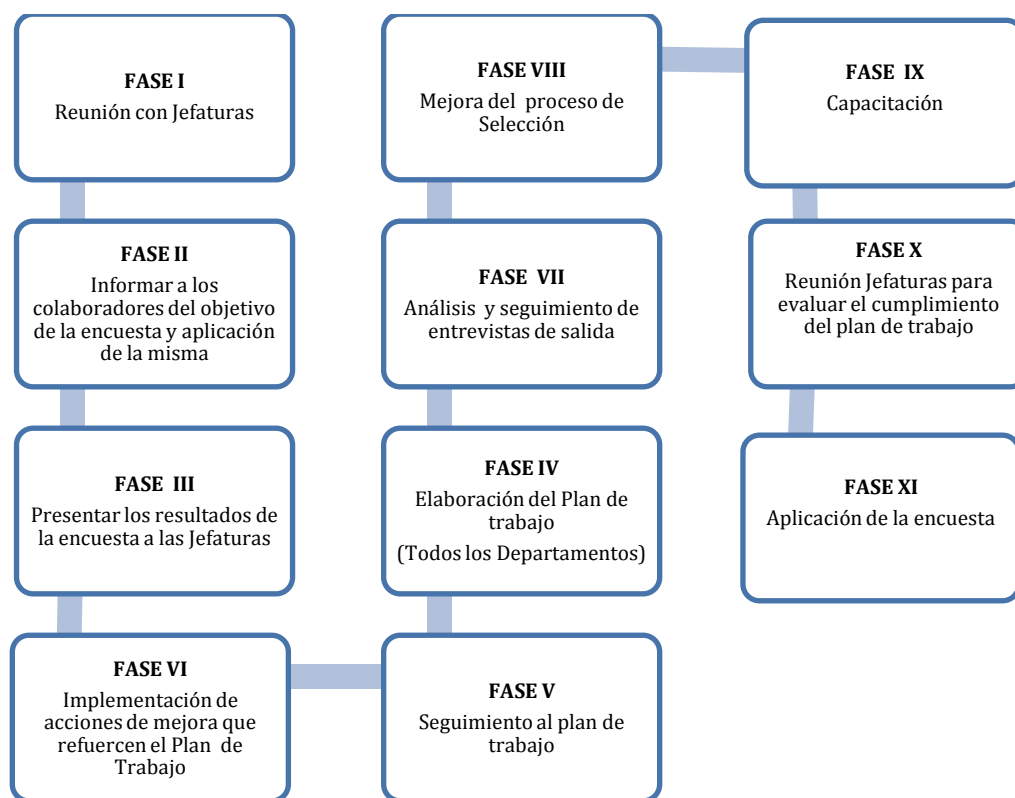 FASE I
Reunión con Jefaturas
FASE II
Informar a los
colaboradores del objetivo
de la encuesta y aplicación
de la misma
FASE III
Presentar los resultados de
la encuesta a las Jefaturas
FASE VI
Implementación de
acciones de mejora que
refuercen el Plan de
Trabajo
FASE V
Seguimiento al plan de
trabajo
FASE IV
Elaboración del Plan de
trabajo
(Todos los Departamentos)
FASE VII
Análisis y seguimiento de
entrevistas de salida
FASE VIII
Mejora del proceso de
Selección
FASE IX
Capacitación
FASE X
Reunión Jefaturas para
evaluar el cumplimiento
del plan de trabajo
FASE XI
Aplicación de la encuesta